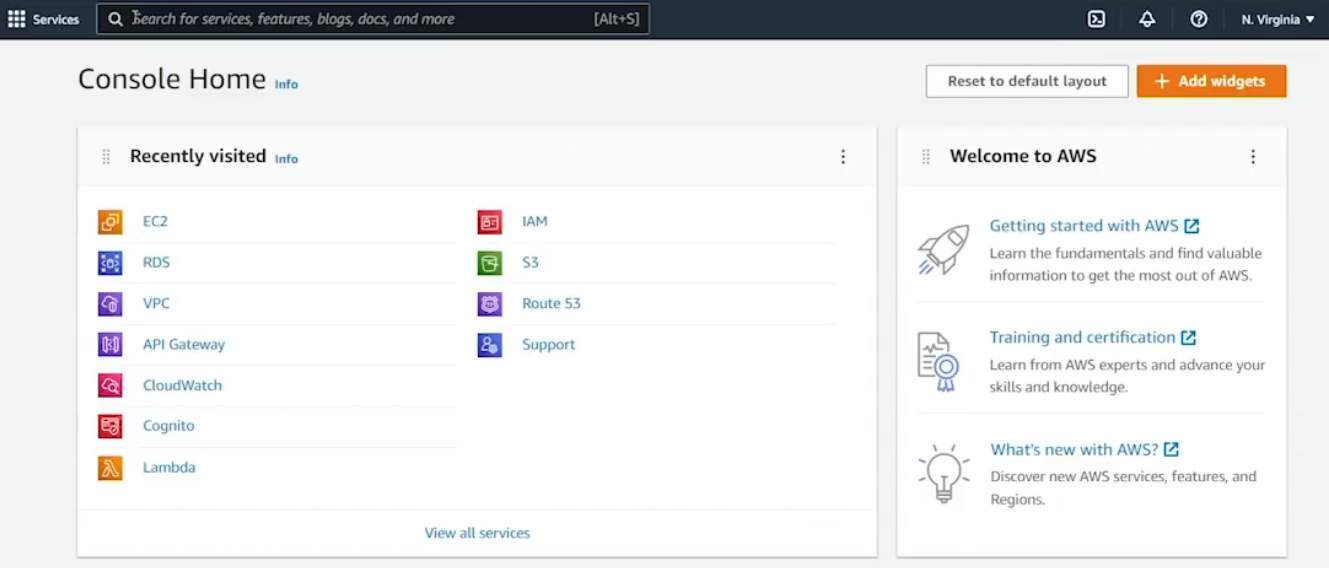 Services
Search for services, features, blogs, docs, and more [Alt+S]
N. Virginia
Console Home Info
Reset to default layout
Add widgets
Recently visited Info
EC2
RDS
VPC
API Gateway
CloudWatch
Cognito
Lambda
IAM
S3
Route 53
Support
View all services
Welcome to AWS
Getting started with AWS
Learn the fundamentals and find valuable
information to get the most out of AWS.
Training and certification
Learn from AWS experts and advance your
skills and knowledge.
What's new with AWS?
Discover new AWS services, features, and
Regions.